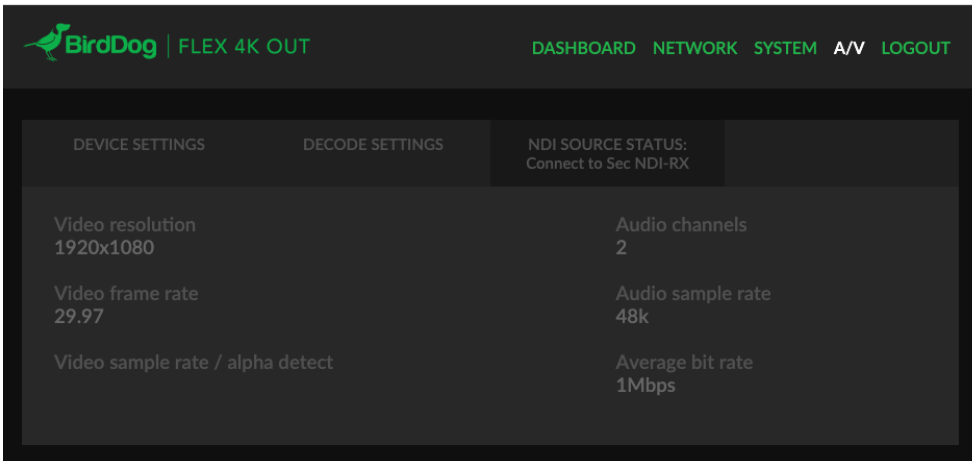 BirdDog | FLEX 4K OUT
DASHBOARD NETWORK SYSTEM A/V LOGOUT
DEVICE SETTINGS
DECODE SETTINGS
NDI SOURCE STATUS:
Connect to Sec NDI-RX
Video resolution
1920x1080
Audio channels
2
Video frame rate
29.97
Audio sample rate
48k
Video sample rate / alpha detect
Average bit rate
1Mbps